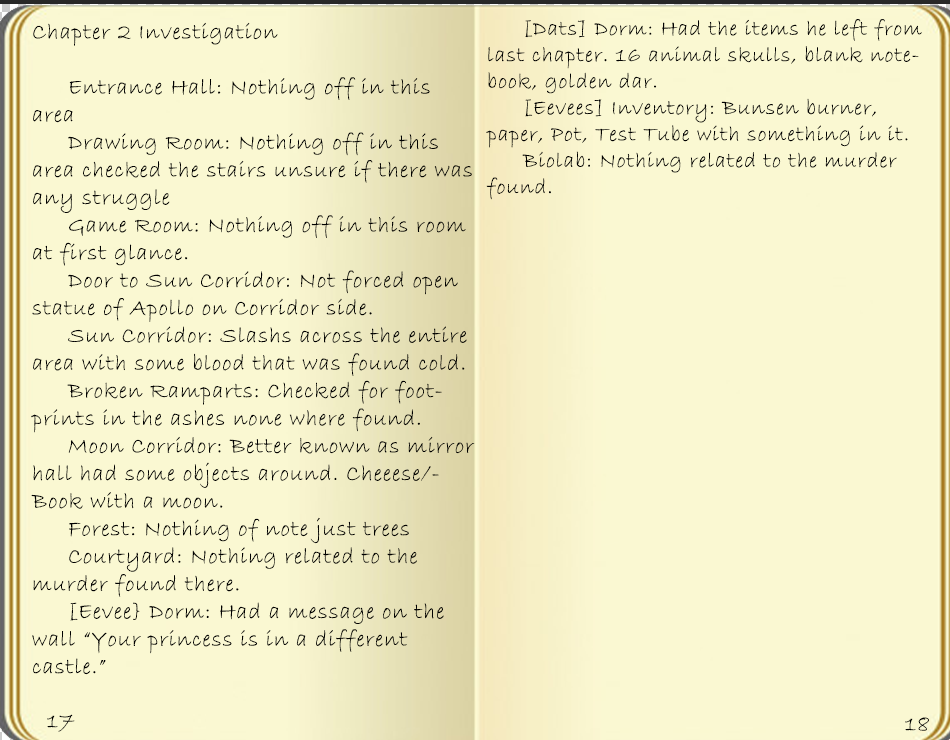 Chapter 2 Investigation
Entrance Hall: Nothing off in this
area
Drawing Room: Nothing off in this
area checked the stairs unsure if there was
any struggle
Game Room: Nothing off in this room
at first glance.
Door to Sun Corridor: Not forced open
statue of Apollo on Corridor side.
Sun Corridor: Slashs across the entire
area with some blood that was found cold.
Broken Ramparts: Checked for foot-
prints in the ashes none where found.
Moon Corridor: Better known as mirror
hall had some objects around. Cheeese/-
Book with a moon.
Forest: Nothing of note just trees
Courtyard: Nothing related to the
murder found there.
[Eevee} Dorm: Had a message on the
wall “Your princess is in a different
castle.”
17
[Dats] Dorm: Had the items he left from
last chapter. 16 animal skulls, blank note-
book, golden dar.
[Eevees] Inventory: Bunsen burner,
paper, Pot, Test Tube with something in it.
Biolab: Nothing related to the murder
found.
18